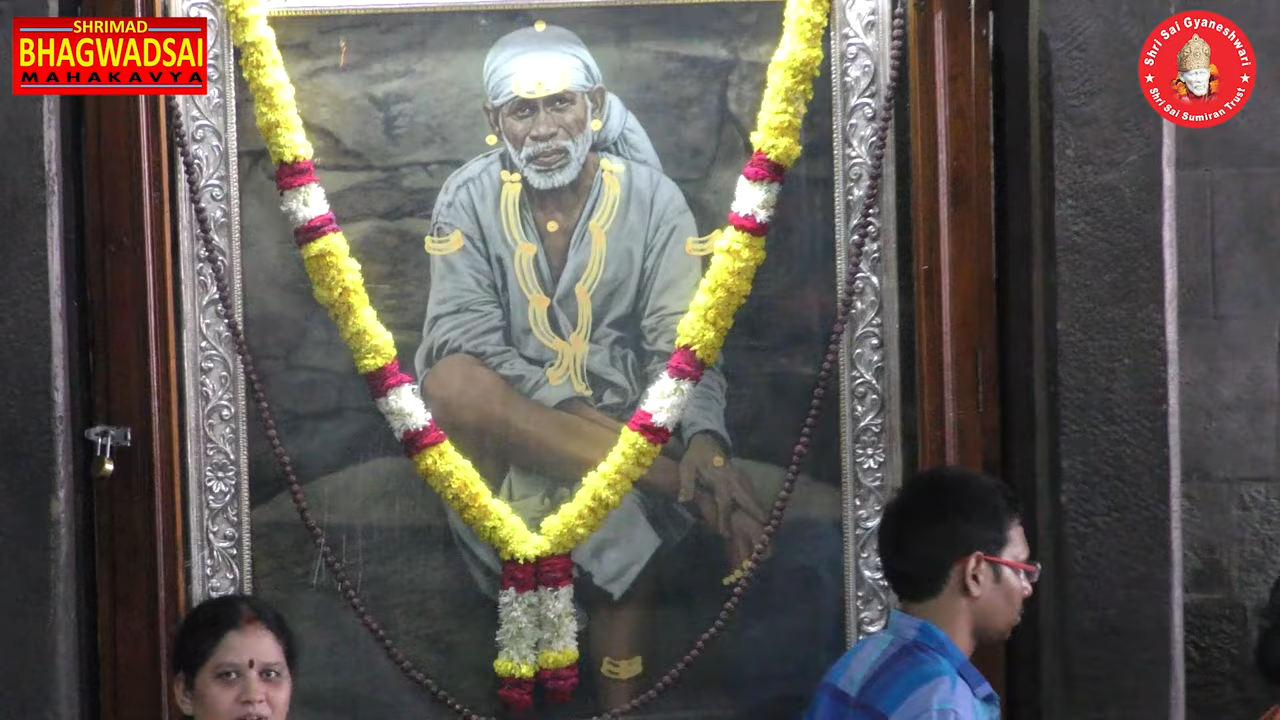 SHRIMAD
BHAGWADSAI
MAHAKAVYA
Shri Sai Gyaneshwari
★ Shri Sai Sumiran Trust ★